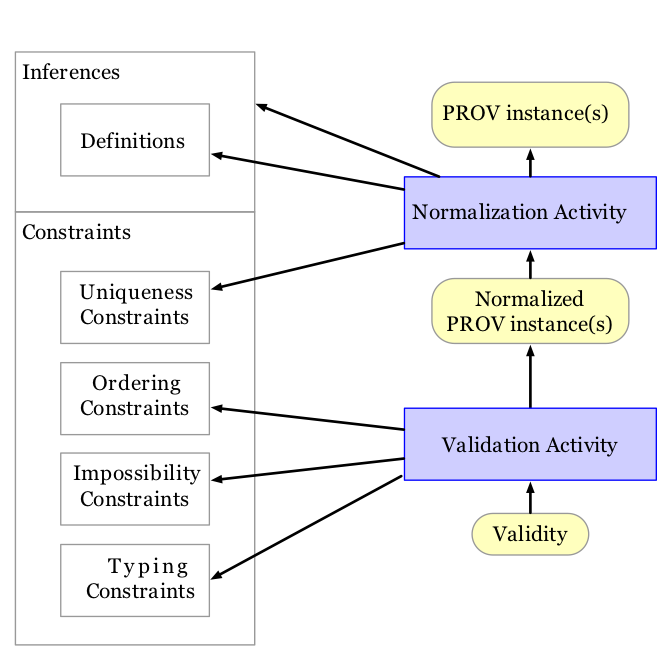 Inferences
Definitions
Constraints
Uniqueness
Constraints
Ordering
Constraints
Impossibility
Constraints
Typing
Constraints
PROV instance(s)
Normalization Activity
Normalized
PROV instance(s)
Validation Activity
Validity